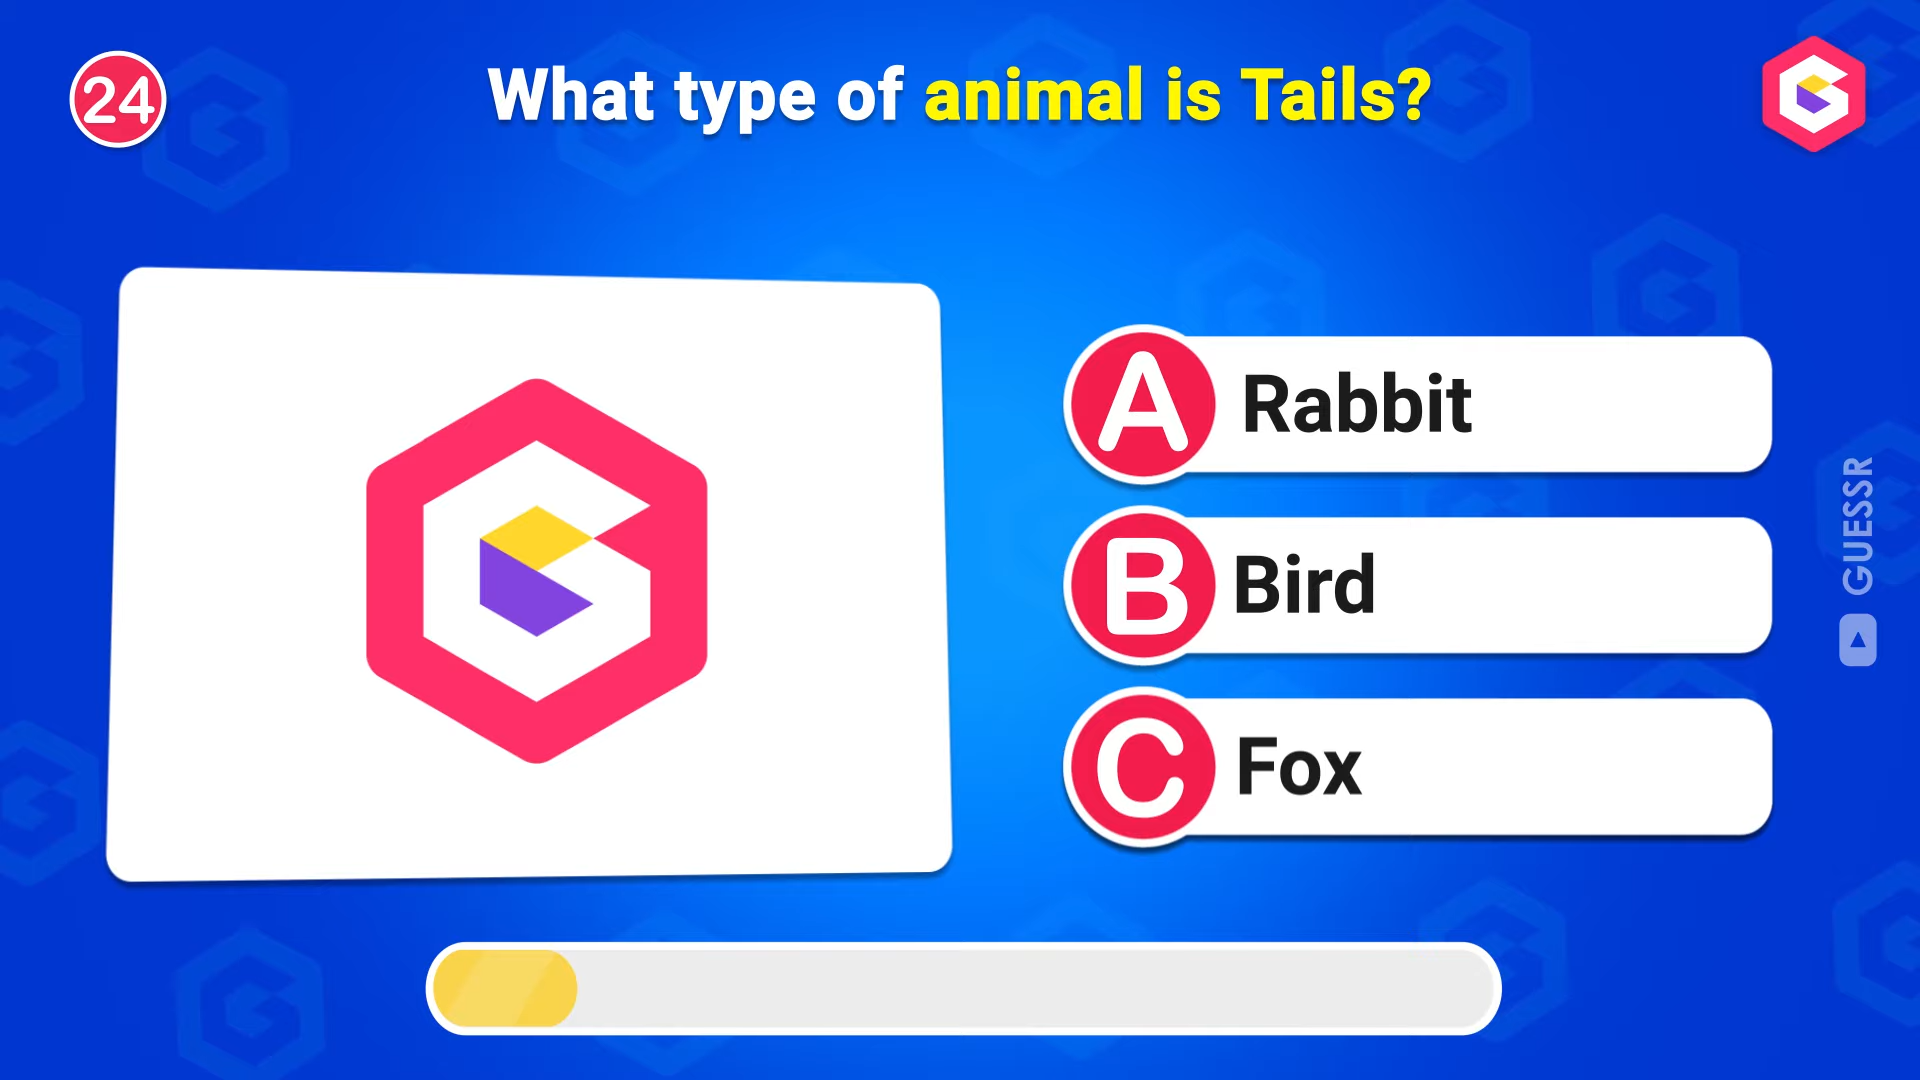 24
What type of animal is Tails?
A Rabbit
B Bird
C Fox
GUESSR